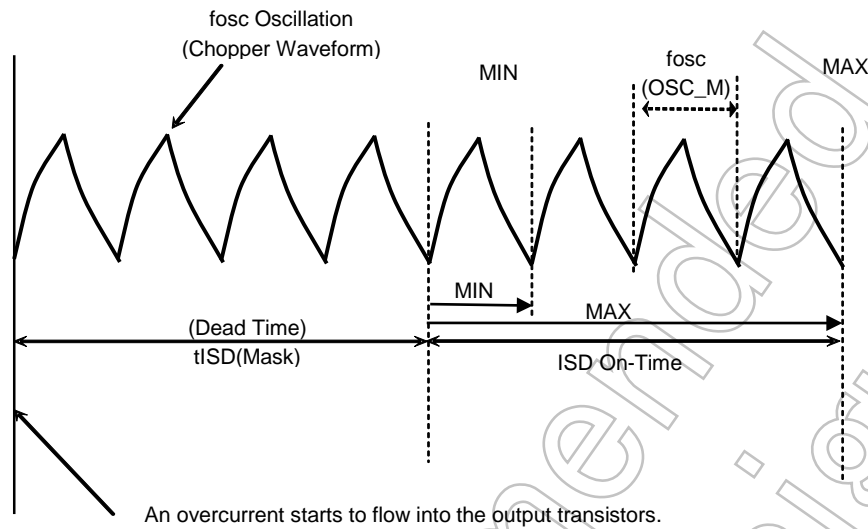 fosc Oscillation
(Chopper Waveform)
MIN
fosc
(OSC_M)
MAX
MIN
MAX
(Dead Time)
tISD(Mask)
ISD On-Time
An overcurrent starts to flow into the output transistors.